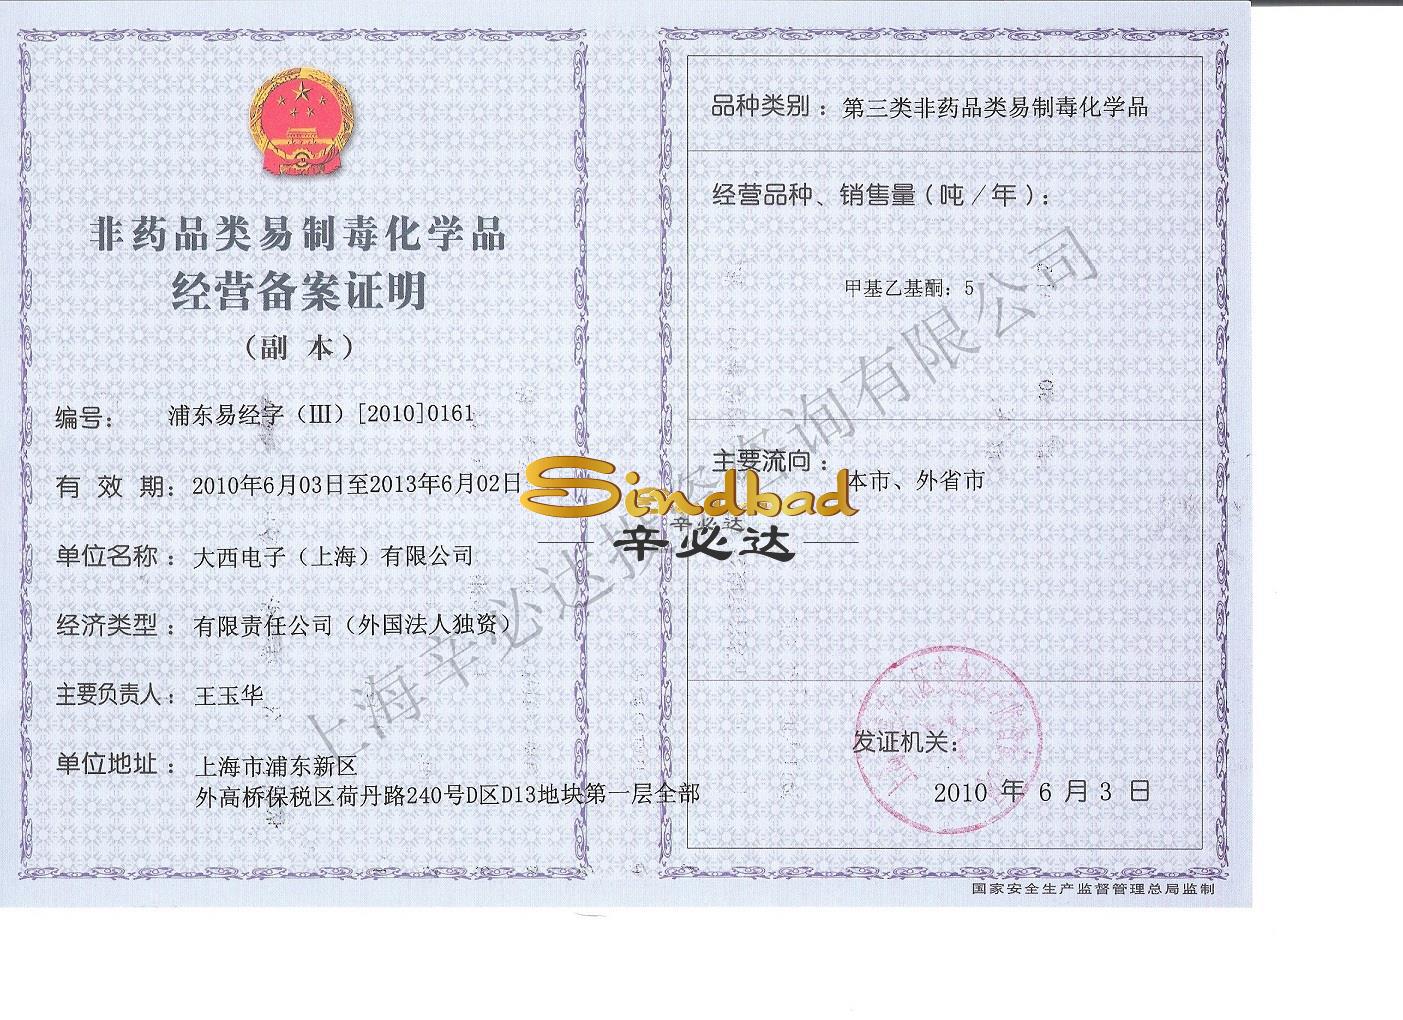 非药品类易制毒化学品
经营备案证明
（副 本）
编号： 浦东易经字（Ⅲ）[2010]0161
有 效 期： 2010年6月03日至2013年6月02日
单位名称： 大西电子（上海）有限公司
经济类型： 有限责任公司（外国法人独资）
主要负责人： 王玉华
单位地址： 上海市浦东新区
外高桥保税区荷丹路240号D区D13地块第一层全部
品种类别： 第三类非药品类易制毒化学品
经营品种、销售量（吨／年）：
甲基乙基酮：5
主要流向： 本市、外省市
发证机关：
2010 年 6 月 3 日
国家安全生产监督管理总局监制
Sindbad
辛必达
辛必达
上海辛必达投资咨询有限公司